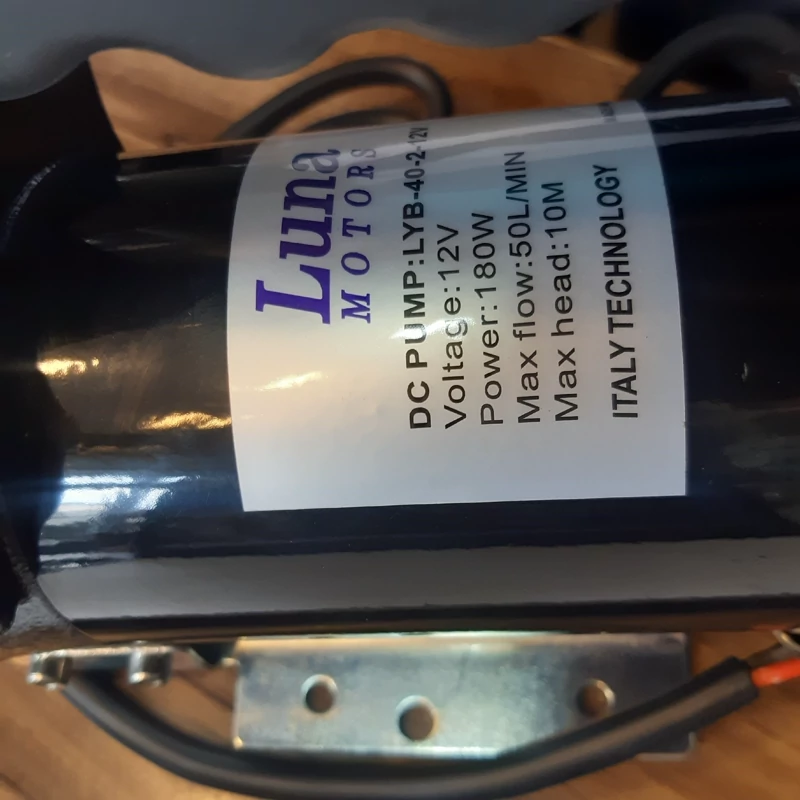 Luna
MOTORS
DC PUMP:LYB-40-2-12V
Voltage:12V
Power:180W
Max flow:50L/MIN
Max head:10M
ITALY TECHNOLOGY